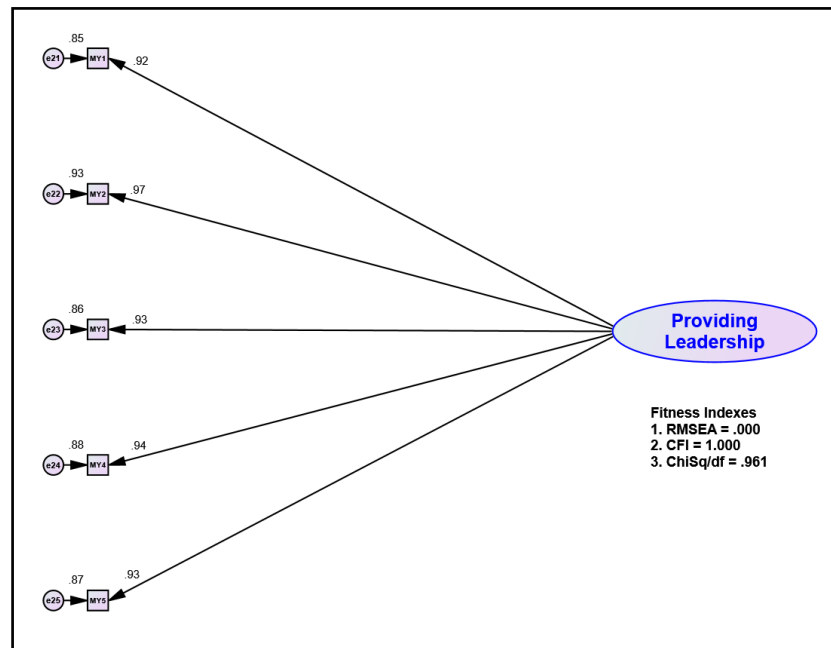 .85
e21 MY1 .92
.93
e22 MY2 .97
.86
e23 MY3 .93
Providing
Leadership
Fitness Indexes
1. RMSEA = .000
2. CFI = 1.000
3. ChiSq/df = .961
.88
e24 MY4 .94
.87
e25 MY5 .93